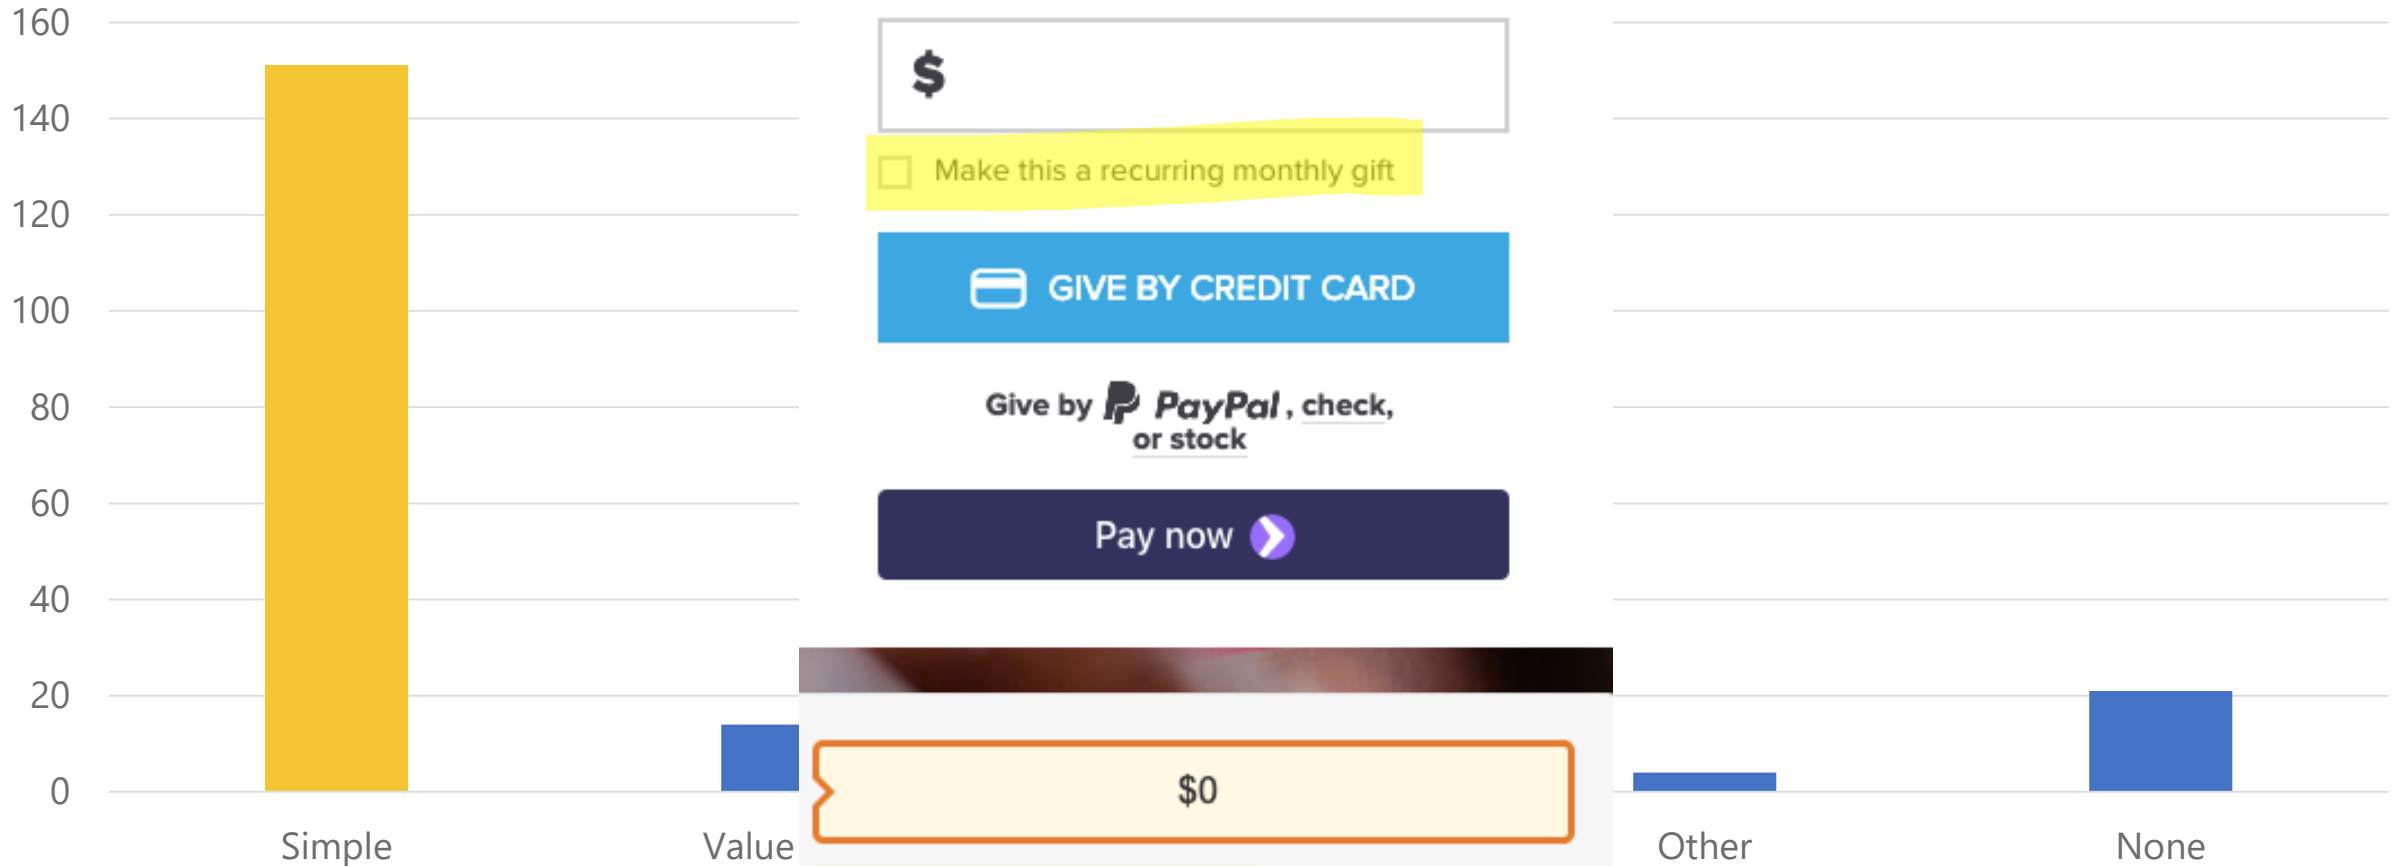 160
140
120
100
80
60
40
20
0
Simple
Value
Other
None
$
Make this a recurring monthly gift
GIVE BY CREDIT CARD
Give by PayPal, check,
or stock
Pay now
$0